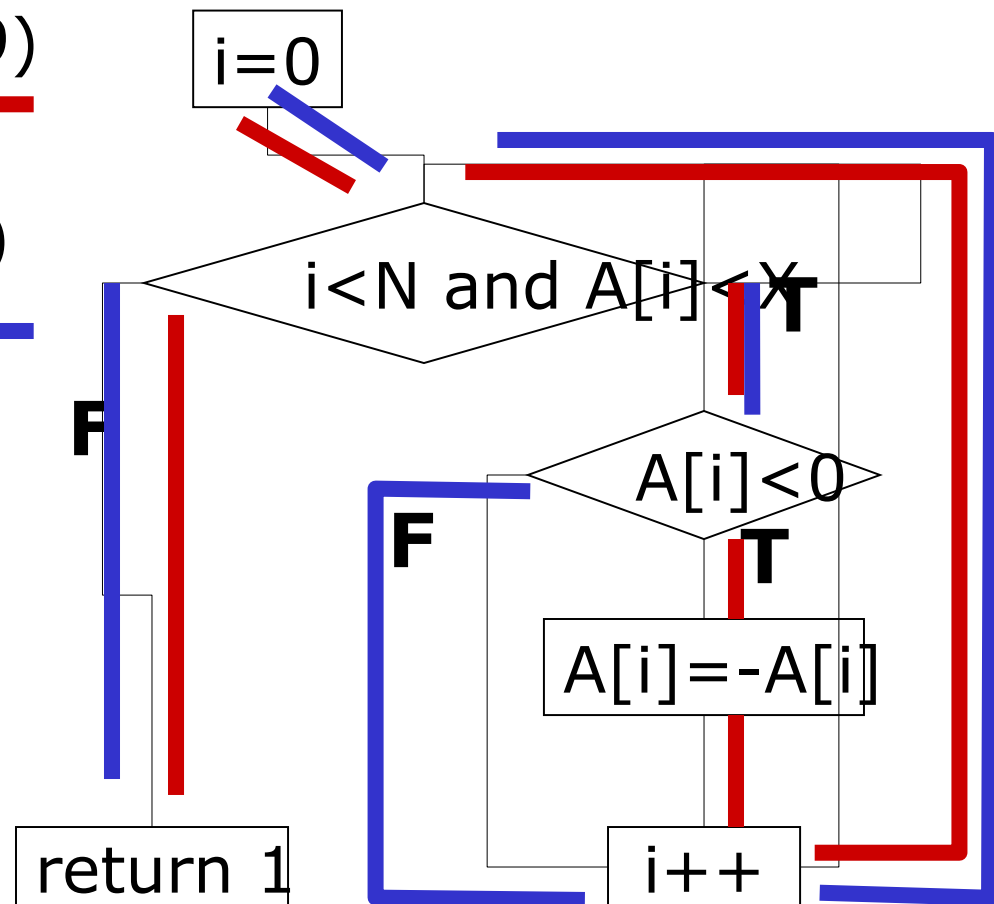 )
i=0
)
i<N and A[i]<X
T
F
A[i]<0
F
T
A[i]=-A[i]
i++
return 1